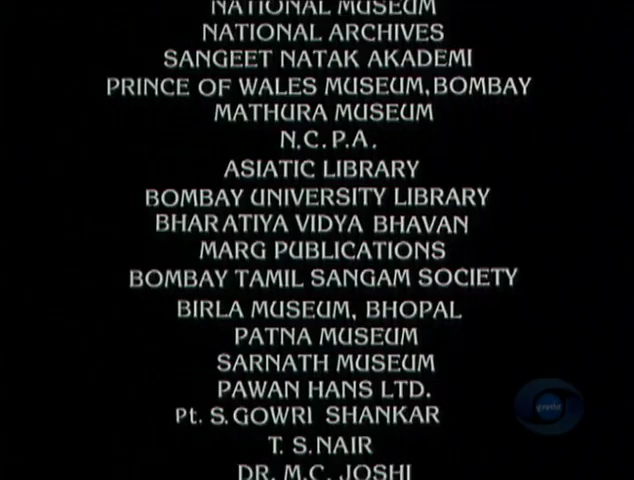 NATIONAL MUSEUM
NATIONAL ARCHIVES
SANGEET NATAK AKADEMI
PRINCE OF WALES MUSEUM, BOMBAY
MATHURA MUSEUM
N.C.P.A.
ASIATIC LIBRARY
BOMBAY UNIVERSITY LIBRARY
BHARATIYA VIDYA BHAVAN
MARG PUBLICATIONS
BOMBAY TAMIL SANGAM SOCIETY
BIRLA MUSEUM, BHOPAL
PATNA MUSEUM
SARNATH MUSEUM
PAWAN HANS LTD.
Pt. S. GOWRI SHANKAR
T. S. NAIR
DR. M.C. JOSHI